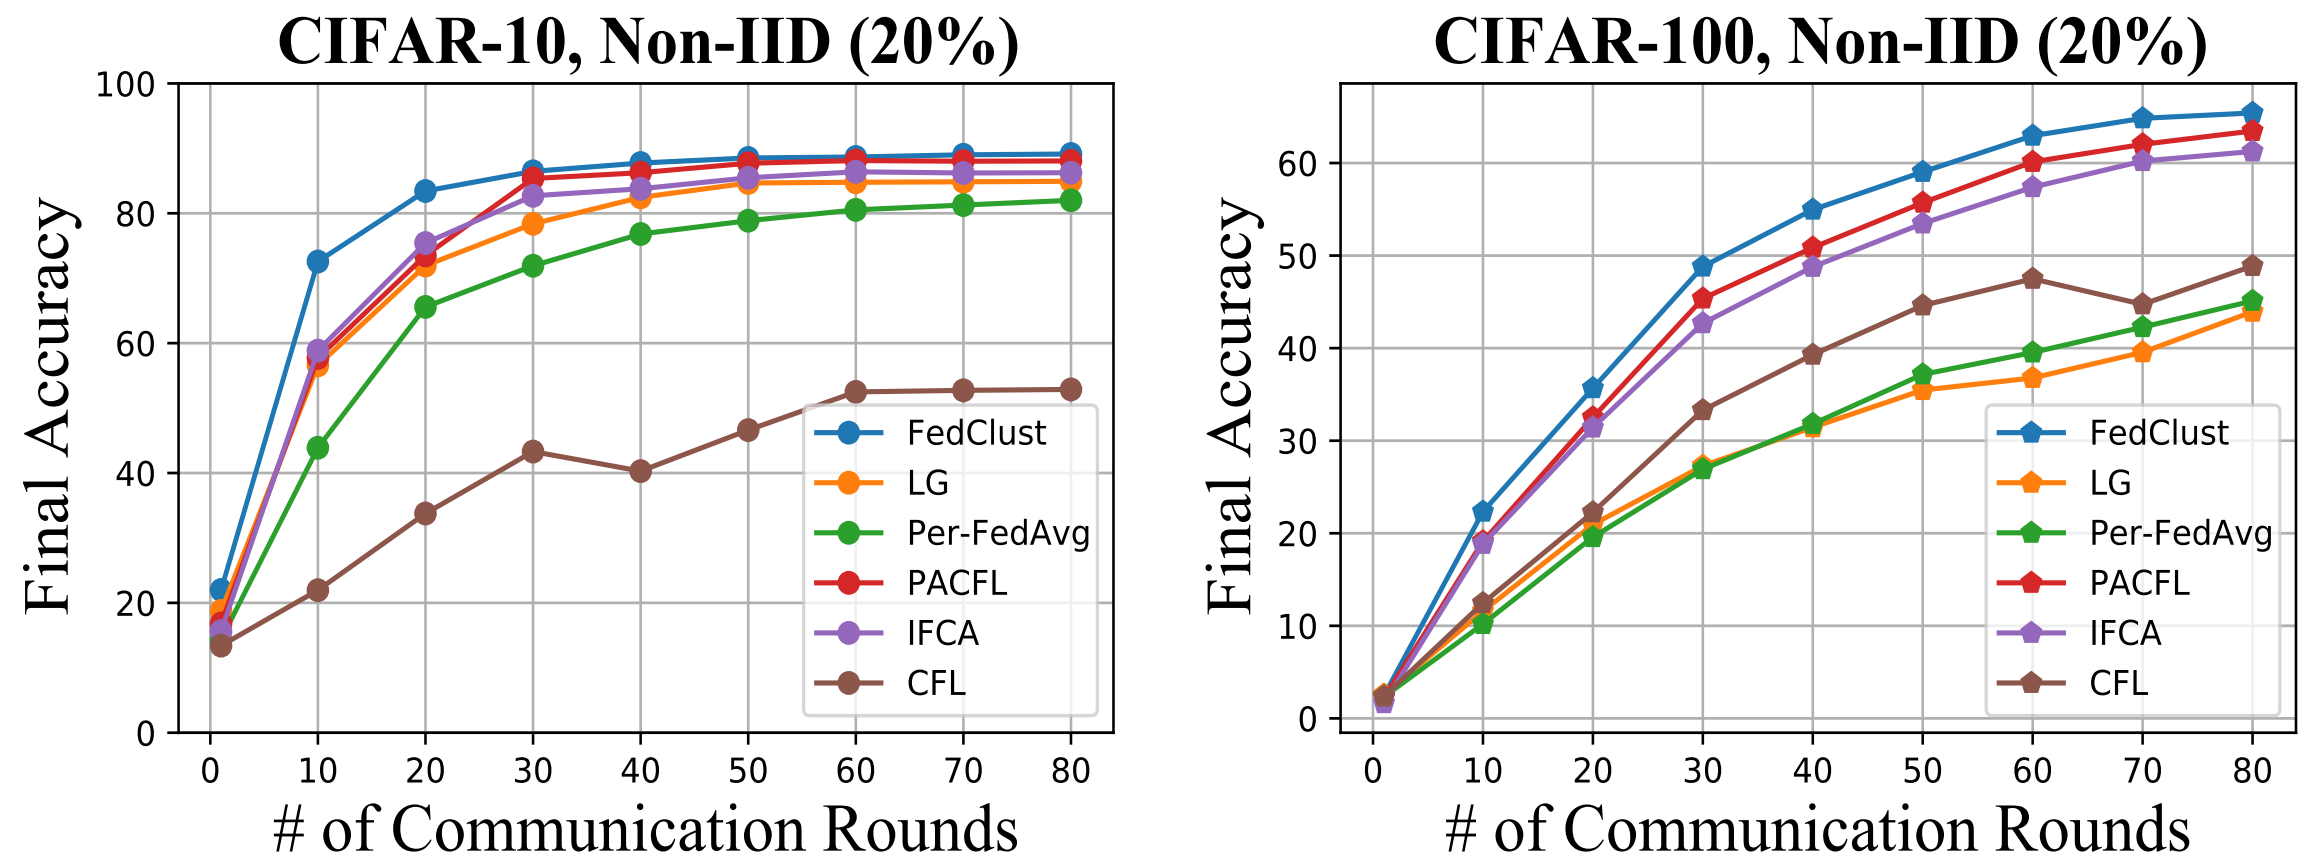 CIFAR-10, Non-IID (20%)
100
80
60
40
20
0
Final Accuracy
0 10 20 30 40 50 60 70 80
# of Communication Rounds
FedClust
LG
Per-FedAvg
PACFL
IFCA
CFL
CIFAR-100, Non-IID (20%)
60
50
40
30
20
10
0
Final Accuracy
0 10 20 30 40 50 60 70 80
# of Communication Rounds
FedClust
LG
Per-FedAvg
PACFL
IFCA
CFL